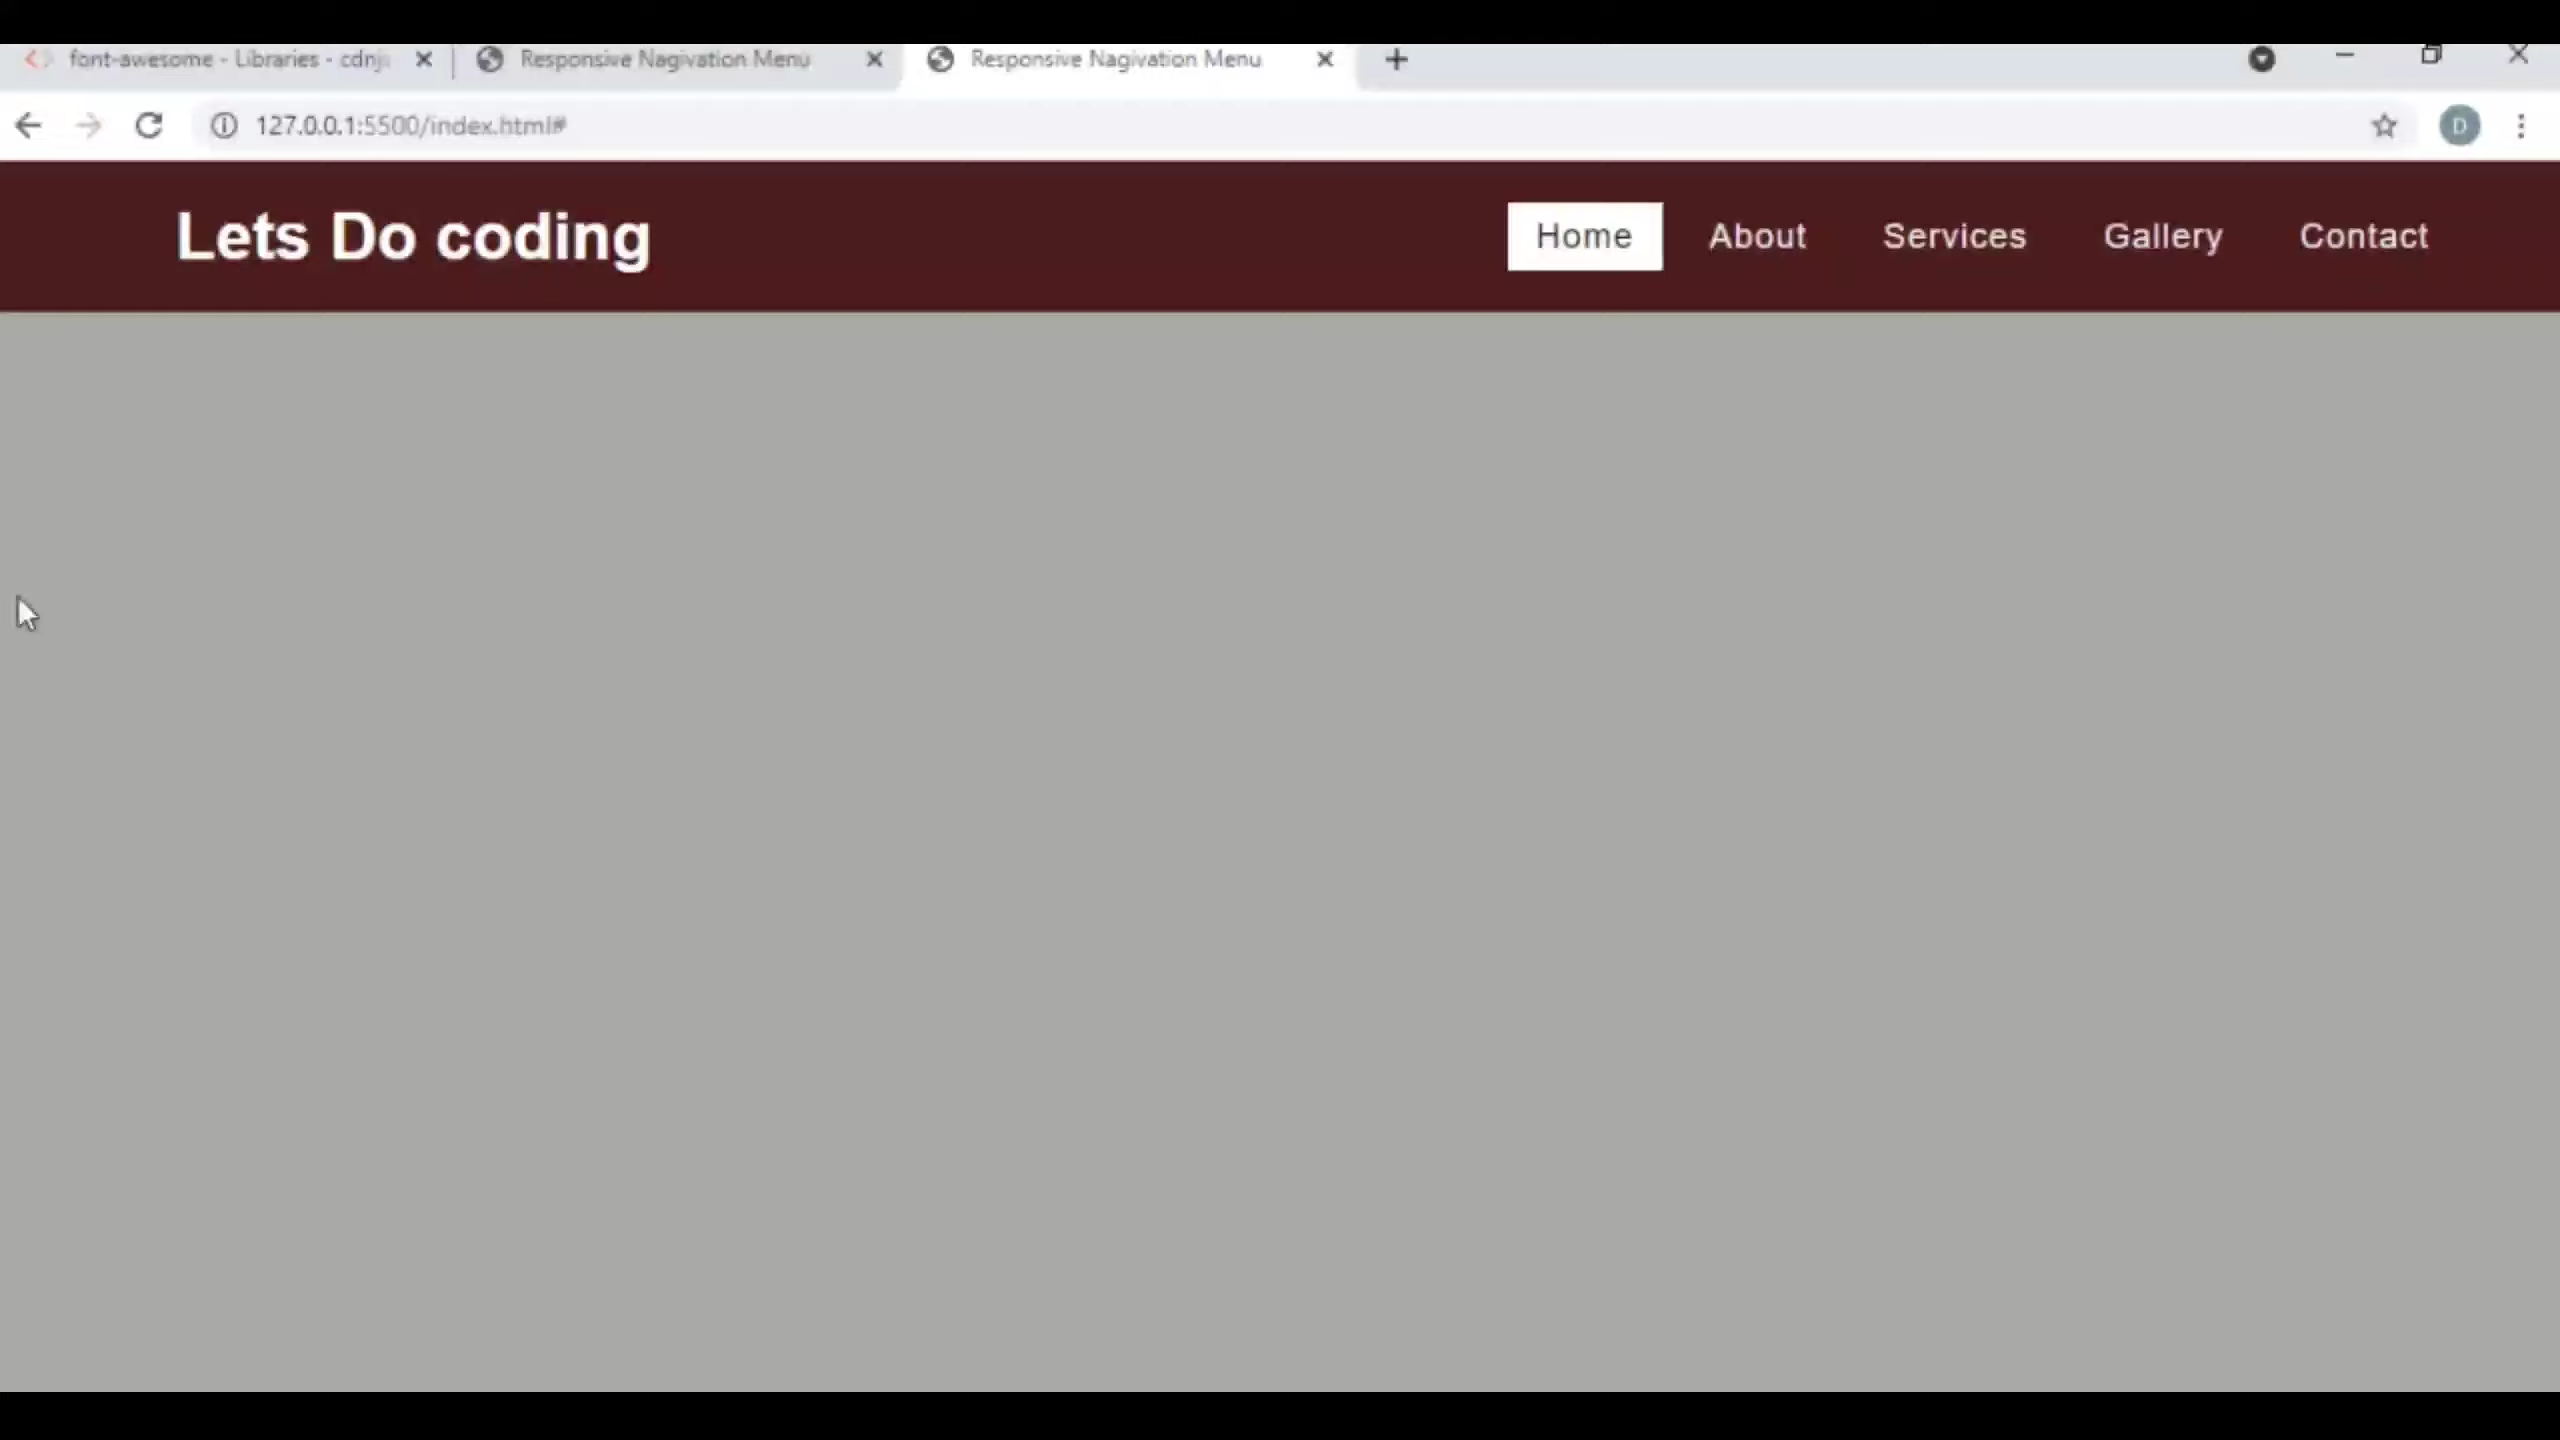 font-awesome - Libraries - cdnjs
Responsive Nagivation Menu
Responsive Nagivation Menu
127.0.0.1:5500/index.html#
D
Lets Do coding
Home
About
Services
Gallery
Contact